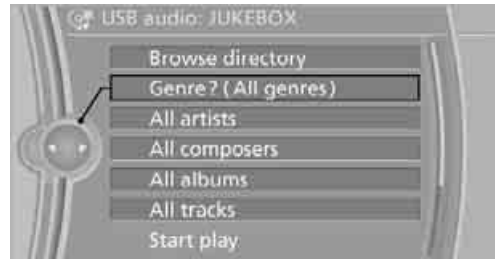 USB audio: JUKEBOX
Browse directory
Genre? ( All genres)
All artists
All composers
All albums
All tracks
Start play